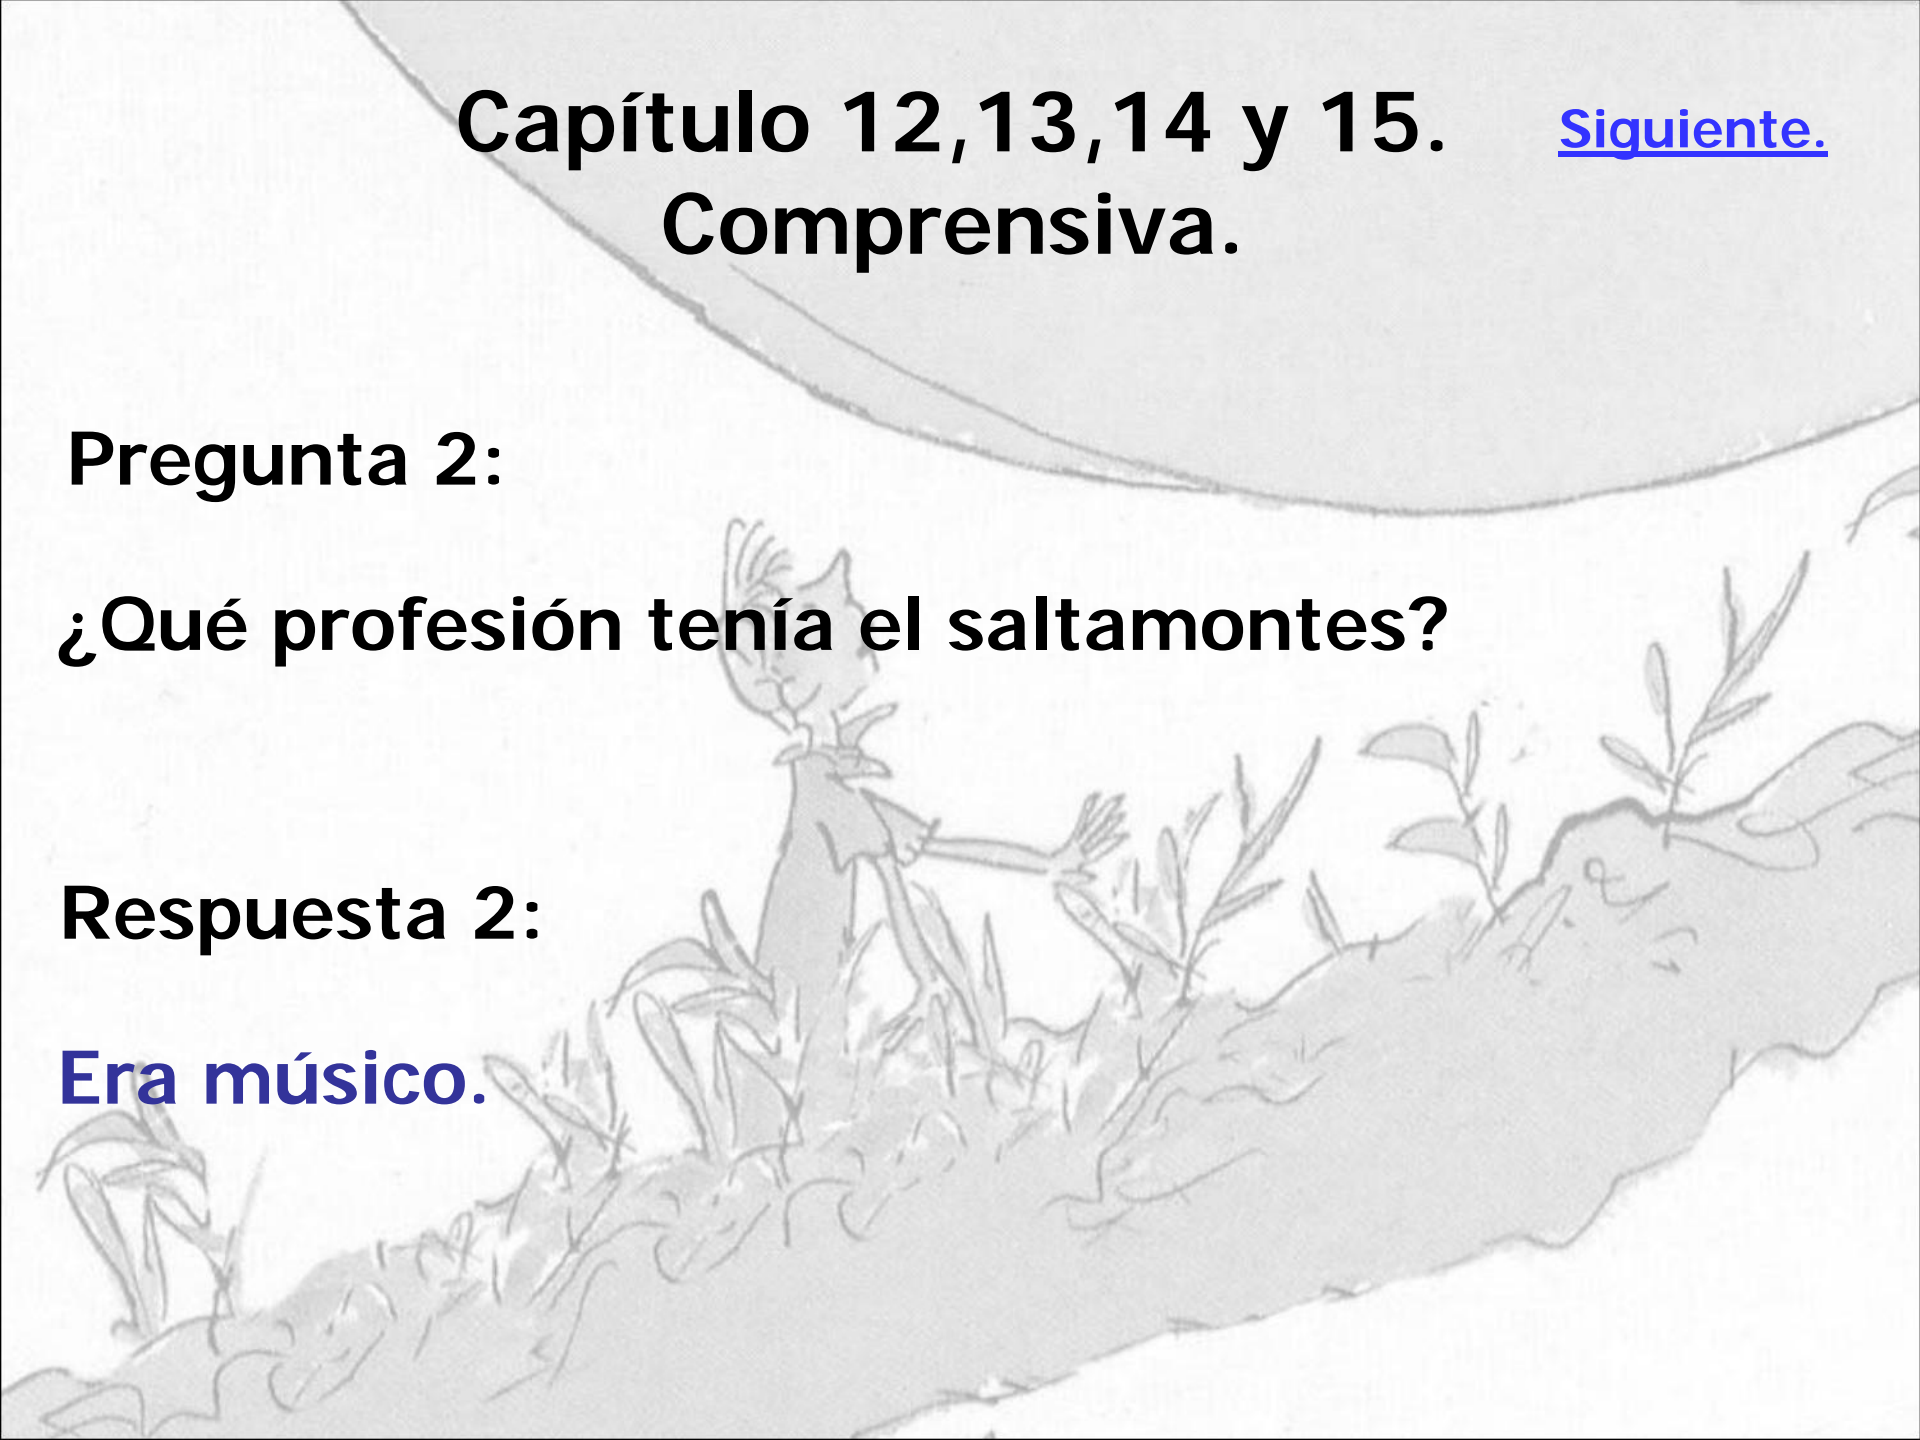 Capítulo 12,13,14 y 15.
Siguiente.
Comprensiva.
Pregunta 2:
¿Qué profesión tenía el saltamontes?
Respuesta 2:
Era músico.